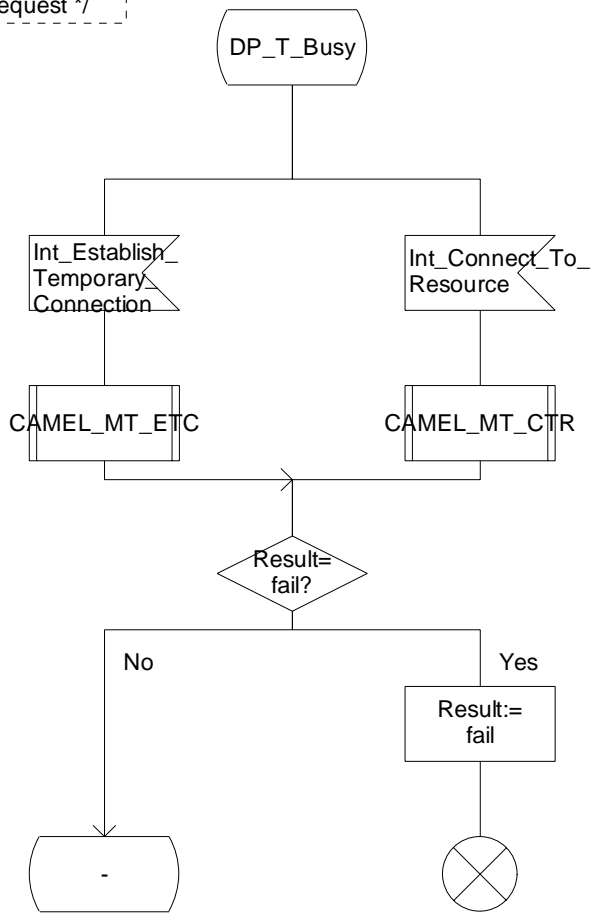 equest */
DP_T_Busy
Int_Establish_
Temporary_
Connection
Int_Connect_To_
Resource
CAMEL_MT_ETC
CAMEL_MT_CTR
Result=
fail?
No
Yes
Result:=
fail
-